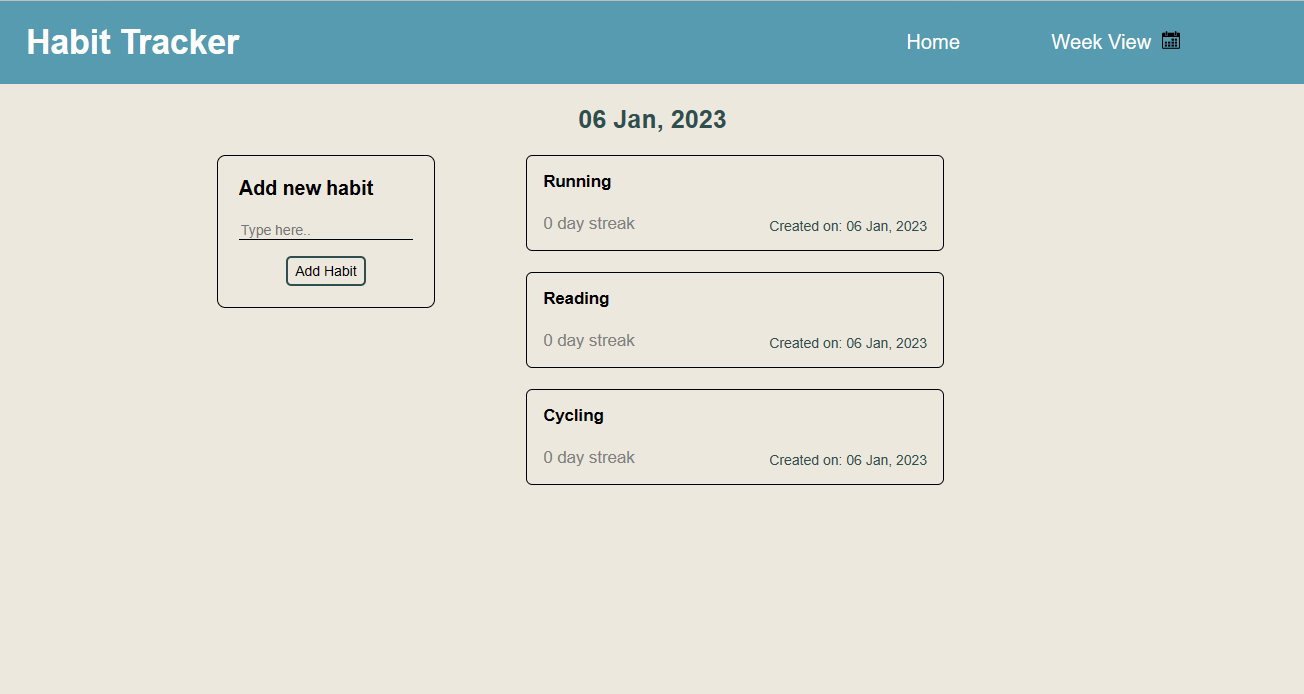 Habit Tracker
Home
Week View
06 Jan, 2023
Add new habit
Type here..
Add Habit
Running
0 day streak
Created on: 06 Jan, 2023
Reading
0 day streak
Created on: 06 Jan, 2023
Cycling
0 day streak
Created on: 06 Jan, 2023